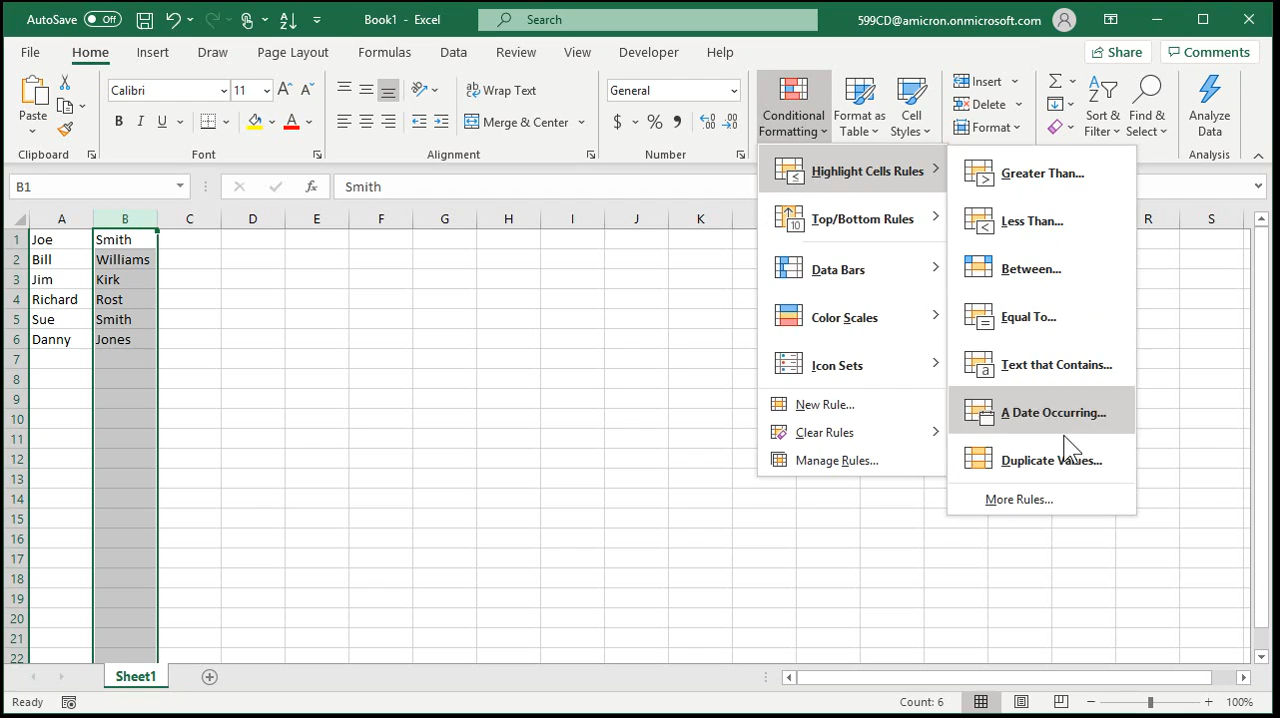 AutoSave Off Book1 - Excel Search 599CD@amicron.onmicrosoft.com
File Home Insert Draw Page Layout Formulas Data Review View Developer Help Share Comments
Paste
Clipboard
Calibri 11
B I U
Font
Wrap Text
Merge & Center
Alignment
General
$ % ,
Number
Conditional Formatting
Format as Table
Cell Styles
Insert
Delete
Format
Sort & Filter
Find & Select
Analyze Data
Analysis
B1 fx Smith
Highlight Cells Rules
Top/Bottom Rules
Data Bars
Color Scales
Icon Sets
New Rule...
Clear Rules
Manage Rules...
Greater Than...
Less Than...
Between...
Equal To...
Text that Contains...
A Date Occurring...
Duplicate Values...
More Rules...
A B C D E F G H I J K R S
1 Joe Smith
2 Bill Williams
3 Jim Kirk
4 Richard Rost
5 Sue Smith
6 Danny Jones
7
8
9
10
11
12
13
14
15
16
17
18
19
20
21
22
Sheet1
Ready Count: 6 100%